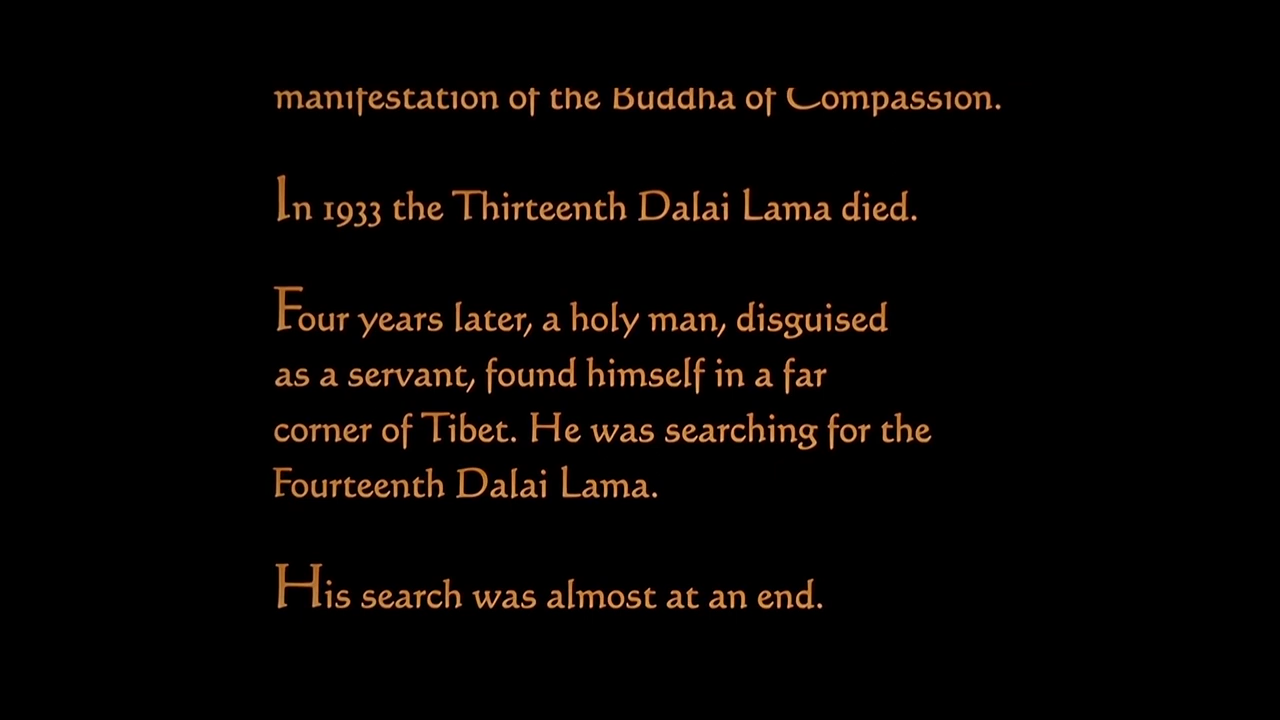 manifestation of the Buddha of Compassion.
In 1933 the Thirteenth Dalai Lama died.
Four years later, a holy man, disguised
as a servant, found himself in a far
corner of Tibet. He was searching for the
Fourteenth Dalai Lama.
His search was almost at an end.